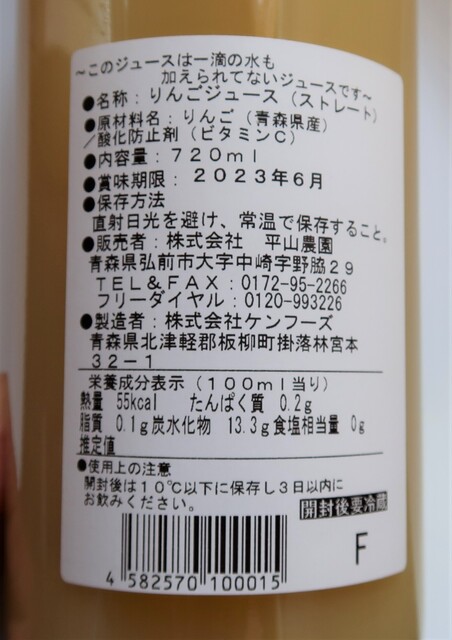 ～このジュースは一滴の水も
加えられてないジュースです～
●名称：りんごジュース（ストレート）
●原材料名：りんご（青森県産）
／酸化防止剤（ビタミンC）
●内容量：720ml
●賞味期限：2023年6月
●保存方法
直射日光を避け、常温で保存すること。
●販売者：株式会社　平山農園
青森県弘前市大字中崎字野脇29
TEL＆FAX：0172-95-2266
フリーダイヤル：0120-993226
●製造者：株式会社ケンフーズ
青森県北津軽郡板柳町掛落林宮本
32-1
栄養成分表示（100ml当り）
熱量　55kcal　たんぱく質　0.2g
脂質　0.1g炭水化物　13.3g食塩相当量　0g
推定値
●使用上の注意
開封後は10℃以下に保存し3日以内に
お飲みください。
開封後要冷蔵
F
4 582570 100015